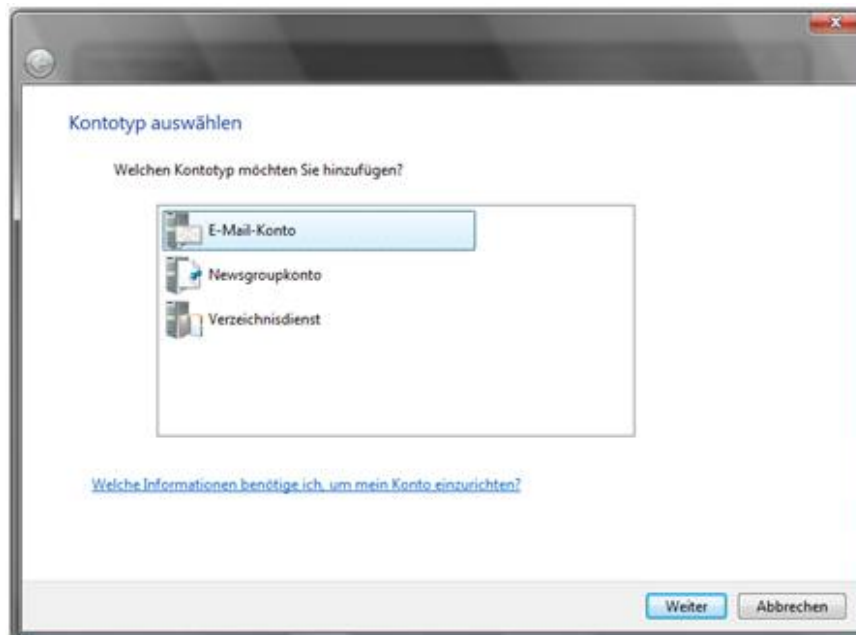 Kontotyp auswählen
Welchen Kontotyp möchten Sie hinzufügen?
E-Mail-Konto
Newsgroupkonto
Verzeichnisdienst
Welche Informationen benötige ich, um mein Konto einzurichten?
Weiter Abbrechen